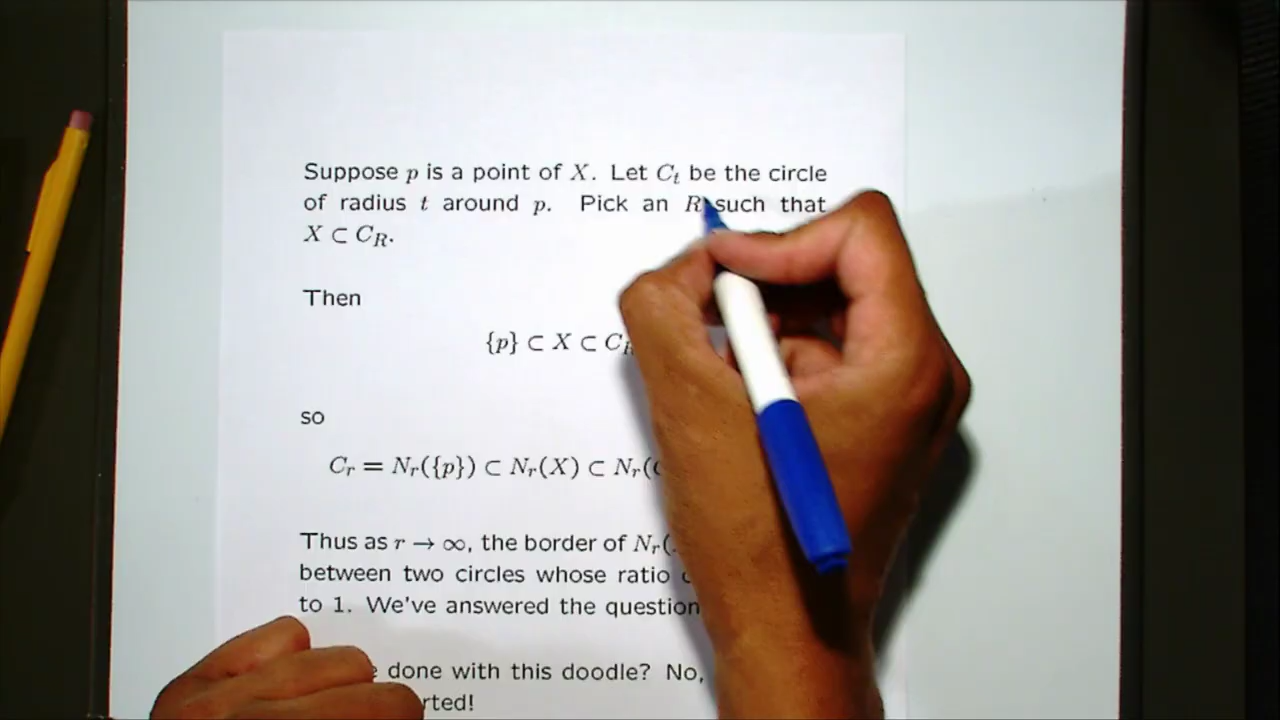 Suppose p is a point of X. Let C_t be the circle
of radius t around p. Pick an R such that
X ⊂ C_R.
Then
{p} ⊂ X ⊂ C_R
so
C_r = N_r({p}) ⊂ N_r(X) ⊂ N_r(
Thus as r → ∞, the border of N_r(
between two circles whose ratio
to 1. We've answered the question
done with this doodle? No,